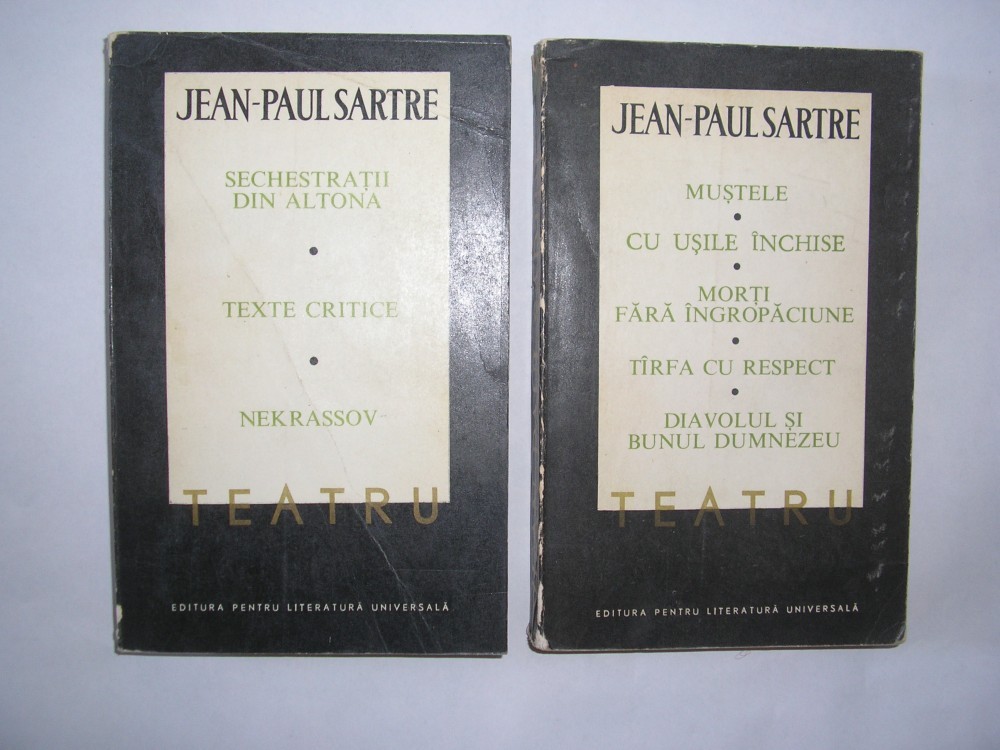 JEAN-PAUL SARTRE
SECHESTRAȚII
DIN ALTONA
•
TEXTE CRITICE
•
NEKRASSOV
TEATRU
EDITURA PENTRU LITERATURĂ UNIVERSALĂ
JEAN-PAUL SARTRE
MUȘTELE
•
CU UȘILE ÎNCHISE
•
MORȚI
FĂRĂ ÎNGROPĂCIUNE
•
TÎRFA CU RESPECT
•
DIAVOLUL ȘI
BUNUL DUMNEZEU
TEATRU
EDITURA PENTRU LITERATURĂ UNIVERSALĂ